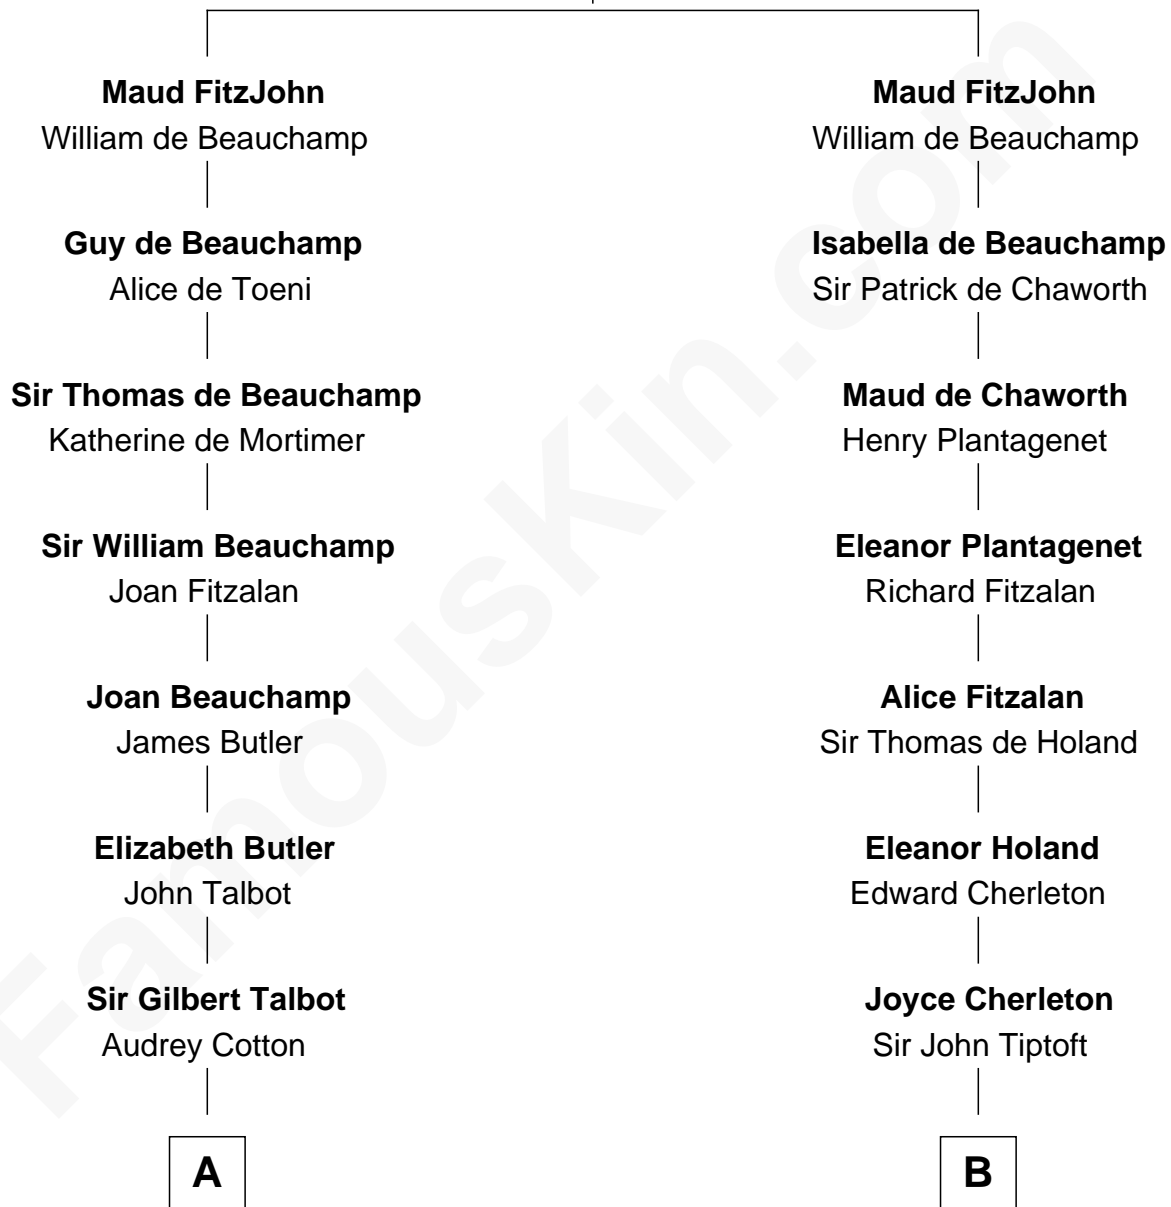 Maud FitzJohn
William de Beauchamp
Guy de Beauchamp
Alice de Toeni
Sir Thomas de Beauchamp
Katherine de Mortimer
Sir William Beauchamp
Joan Fitzalan
Joan Beauchamp
James Butler
Elizabeth Butler
John Talbot
Sir Gilbert Talbot
Audrey Cotton
A
Maud FitzJohn
William de Beauchamp
Isabella de Beauchamp
Sir Patrick de Chaworth
Maud de Chaworth
Henry Plantagenet
Eleanor Plantagenet
Richard Fitzalan
Alice Fitzalan
Sir Thomas de Holand
Eleanor Holand
Edward Cherleton
Joyce Cherleton
Sir John Tiptoft
B
FamousKin.com